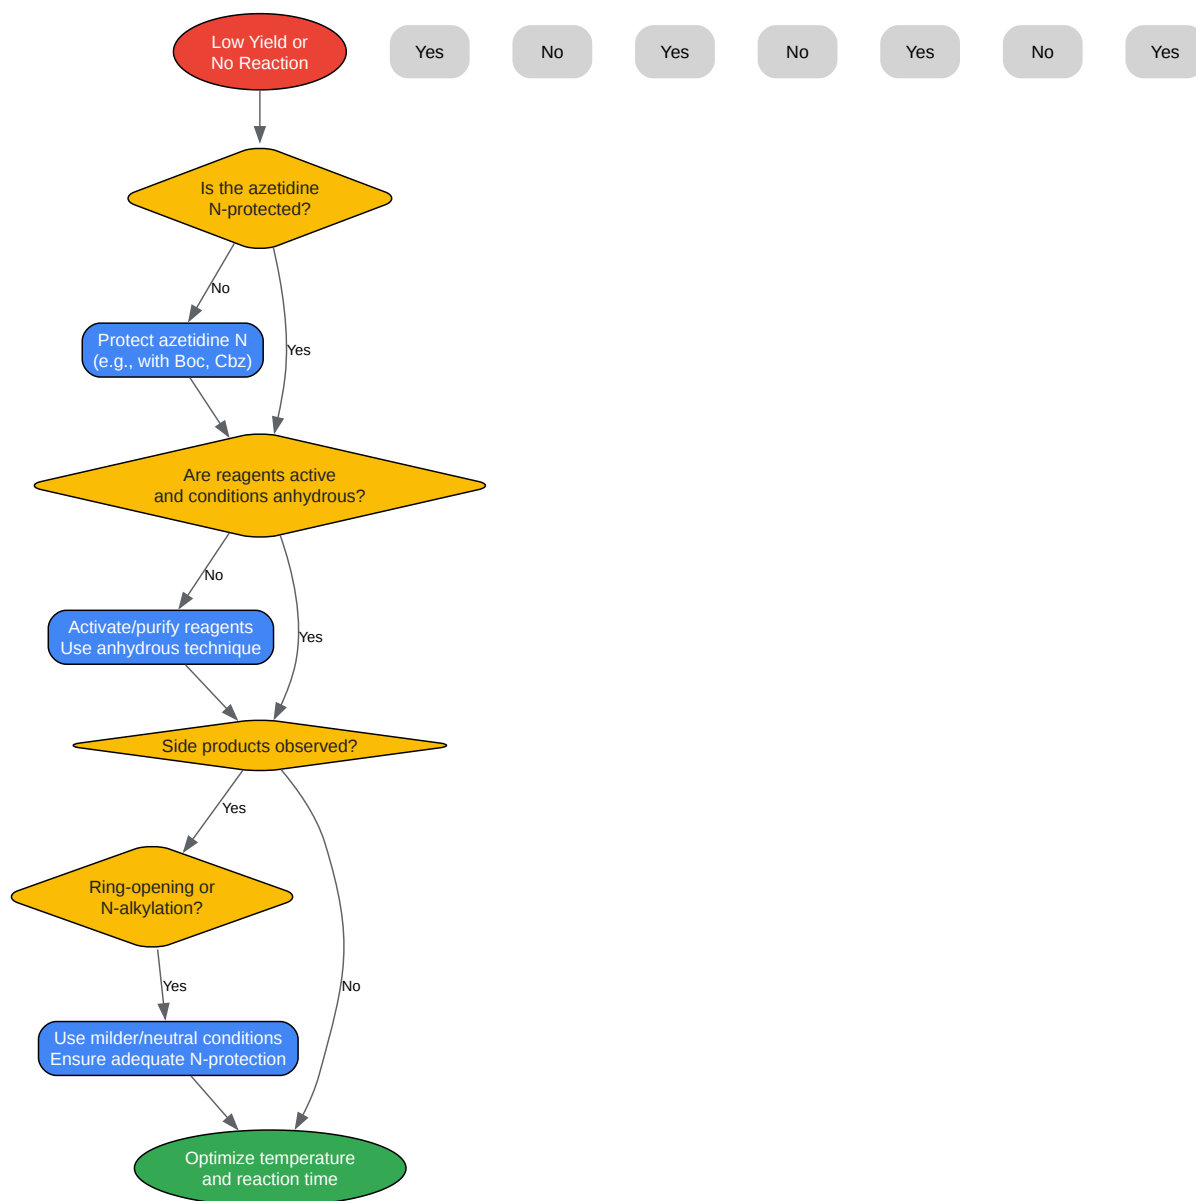 Low Yield or
No Reaction
Yes
No
Yes
No
Yes
No
Yes
Is the azetidine
N-protected?
No
Protect azetidine N
(e.g., with Boc, Cbz)
Yes
Are reagents active
and conditions anhydrous?
No
Activate/purify reagents
Use anhydrous technique
Yes
Side products observed?
Yes
Ring-opening or
N-alkylation?
Yes
No
Use milder/neutral conditions
Ensure adequate N-protection
Optimize temperature
and reaction time